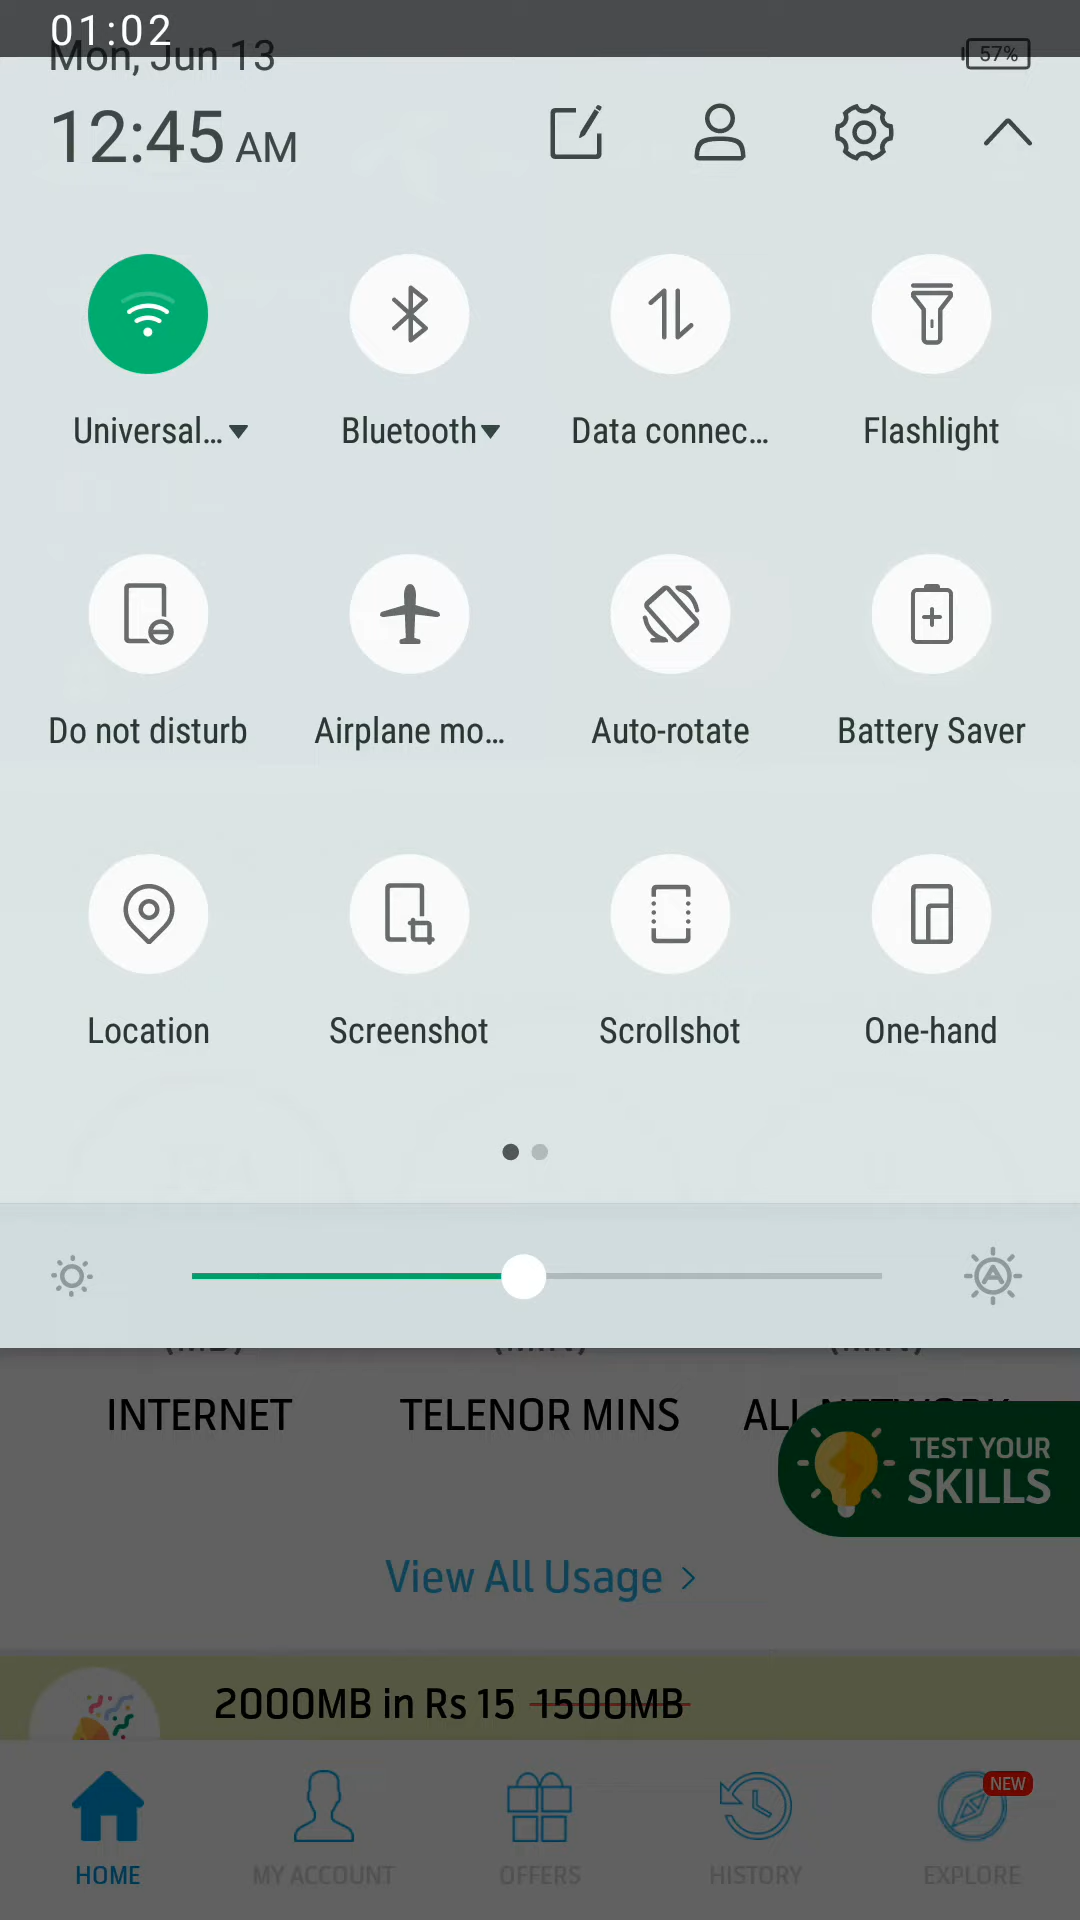 01:02
Mon, Jun 13
57%
12:45 AM
Universal...
Bluetooth
Data connec...
Flashlight
Do not disturb
Airplane mo...
Auto-rotate
Battery Saver
Location
Screenshot
Scrollshot
One-hand
A
INTERNET
TELENOR MINS
ALL NETWORK
TEST YOUR
SKILLS
View All Usage >
2000MB in Rs 15 1500MB
NEW
HOME
MY ACCOUNT
OFFERS
HISTORY
EXPLORE